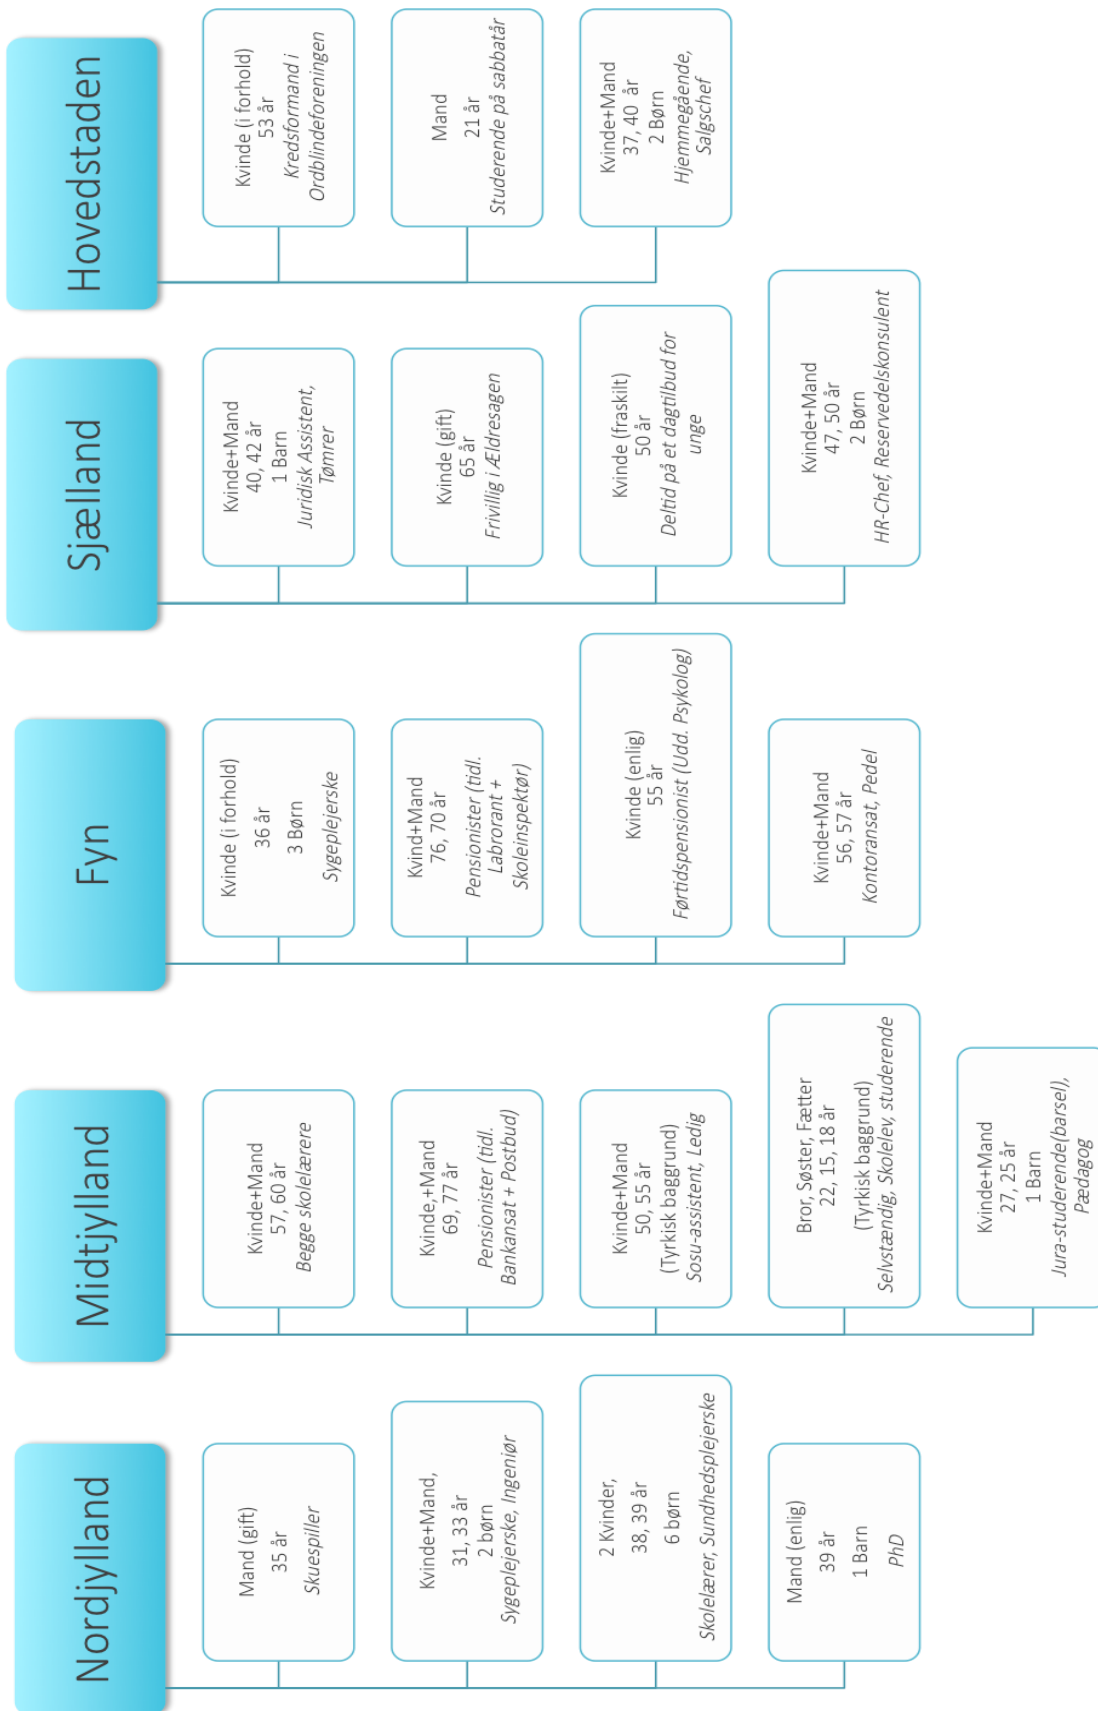 Nordjylland
Mand (gift)
35 år
Skuespiller
Kvinde+Mand,
31, 33 år
2 børn
Sygeplejerske, Ingeniør
2 Kvinder,
38, 39 år
6 børn
Skolelærer, Sundhedsplejerske
Mand (enlig)
39 år
1 Barn
PhD
Midtjylland
Kvinde+Mand
57, 60 år
Begge skolelærere
Kvinde,+Mand
69, 77 år
Pensionister (tidl.
Bankansat + Postbud)
Kvinde+Mand
50, 55 år
(Tyrkisk baggrund)
Sosu-assistent, Ledig
Bror, Søster, Fætter
22, 15, 18 år
(Tyrkisk baggrund)
Selvstændig, Skolelev, studerende
Kvinde+Mand
27, 25 år
1 Barn
Jura-studerende(barsel),
Pædagog
Fyn
Kvinde (i forhold)
36 år
3 Børn
Sygeplejerske
Kvind+Mand
76, 70 år
Pensionister (tidl.
Labrorant +
Skoleinspektør)
Kvinde (enlig)
55 år
Førtidspensionist (Udd. Psykolog)
Kvinde+Mand
56, 57 år
Kontoransat, Pedel
Sjælland
Kvinde+Mand
40, 42 år
1 Barn
Juridisk Assistent,
Tømrer
Kvinde (gift)
65 år
Frivillig i Ældresagen
Kvinde (fraskilt)
50 år
Deltid på et dagtilbud for
unge
Kvinde+Mand
47, 50 år
2 Børn
HR-Chef, Reservedelskonsulent
Hovedstaden
Kvinde (i forhold)
53 år
Kredsformand i
Ordblindeforeningen
Mand
21 år
Studerende på sabbatår
Kvinde+Mand
37, 40 år
2 Børn
Hjemmegående,
Salgschef